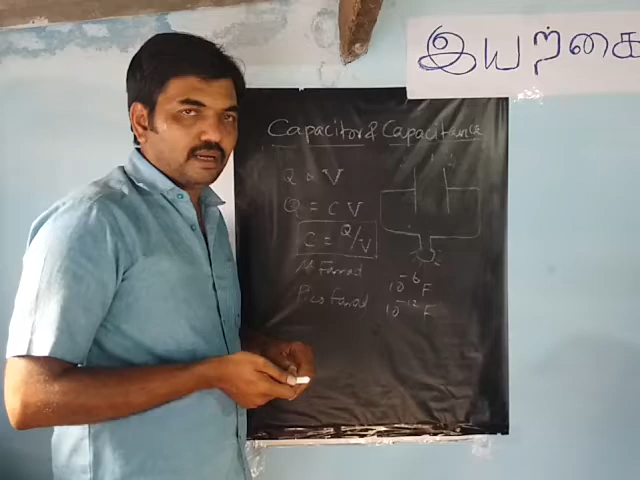 இயற்கை
Capacitor & Capacitance
Q ∝ V
Q = C V
C = Q/V
μ Farad 10⁻⁶ F
Pico Farad 10⁻¹² F